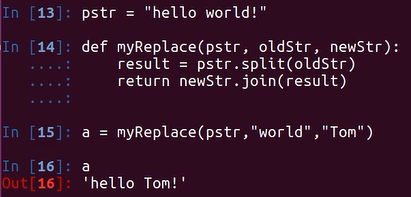 In [13]: pstr = "hello world!"
In [14]: def myReplace(pstr, oldStr, newStr):
   ....:     result = pstr.split(oldStr)
   ....:     return newStr.join(result)
   ....:
In [15]: a = myReplace(pstr,"world","Tom")
In [16]: a
Out[16]: 'hello Tom!'